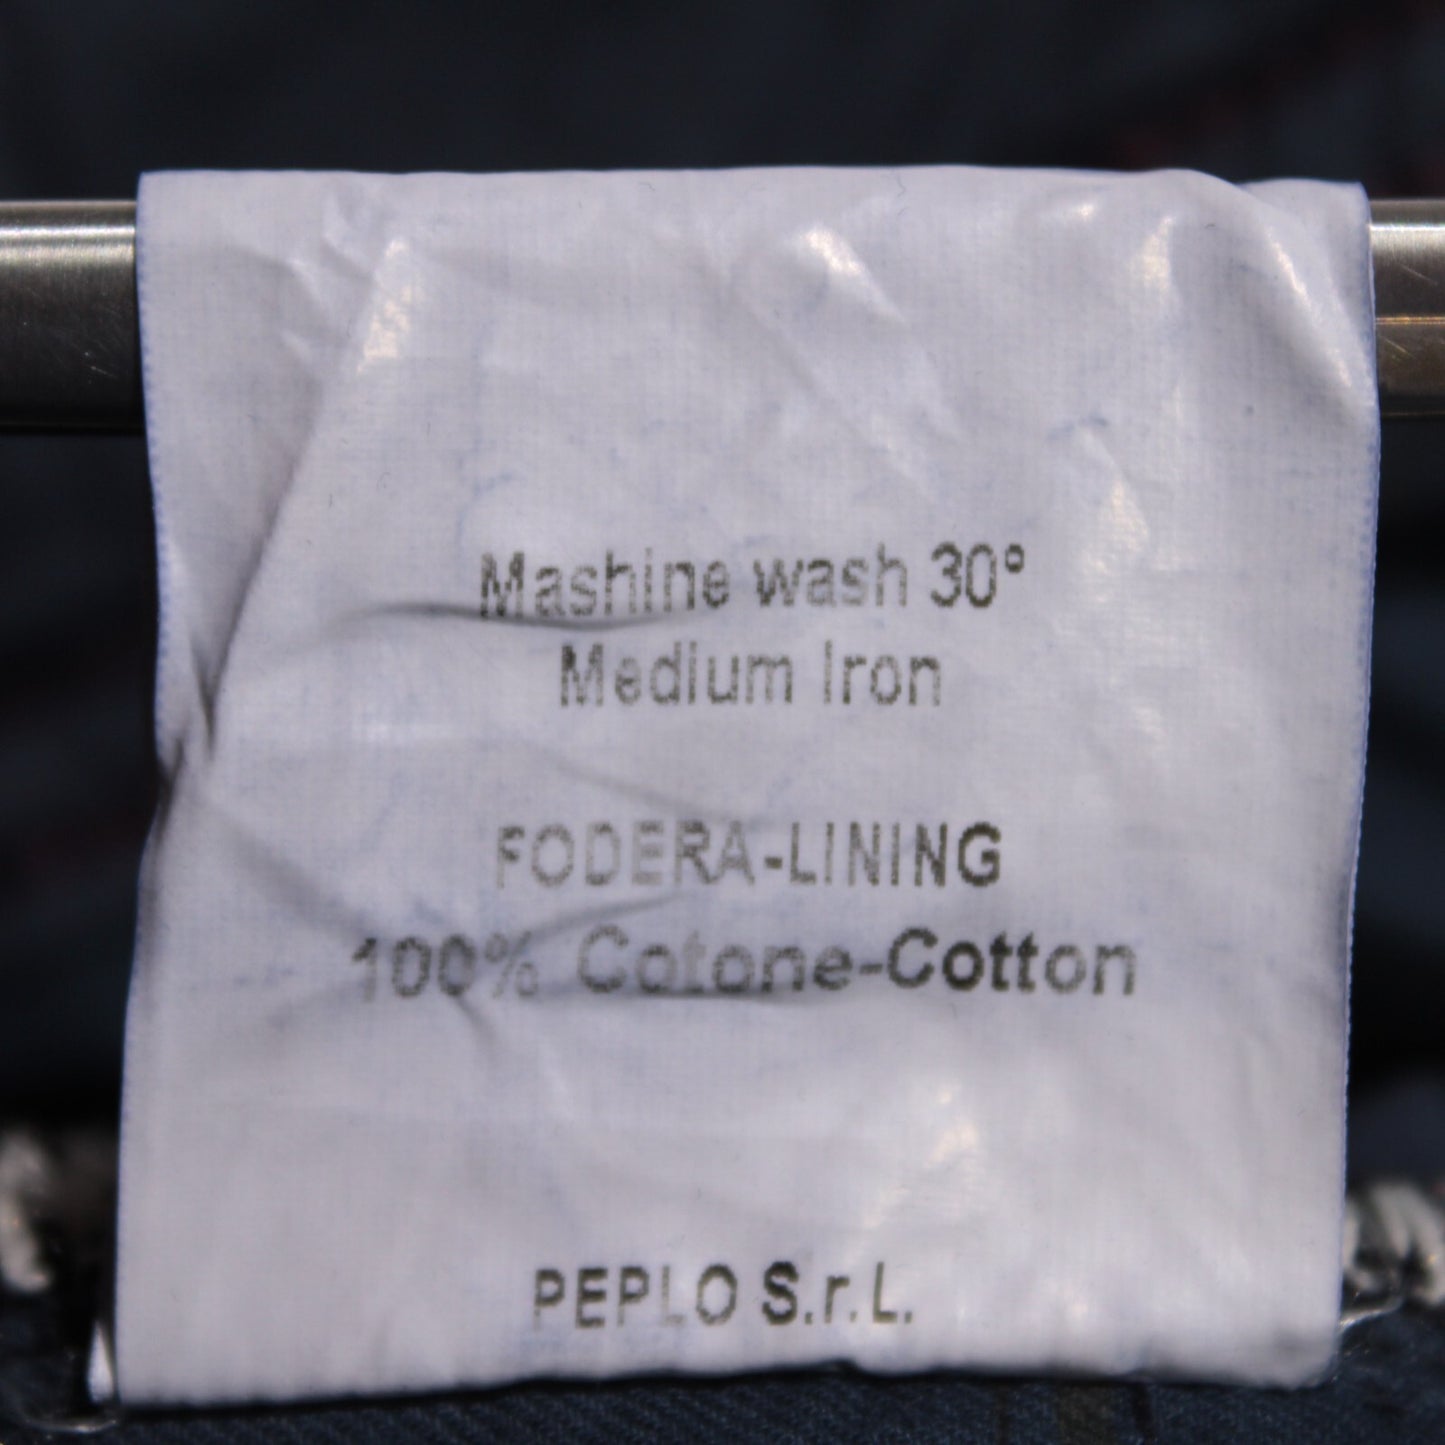 Mashine wash 30°
Medium Iron
FODERA-LINING
100% Cotone-Cotton
PEPLO S.r.L.